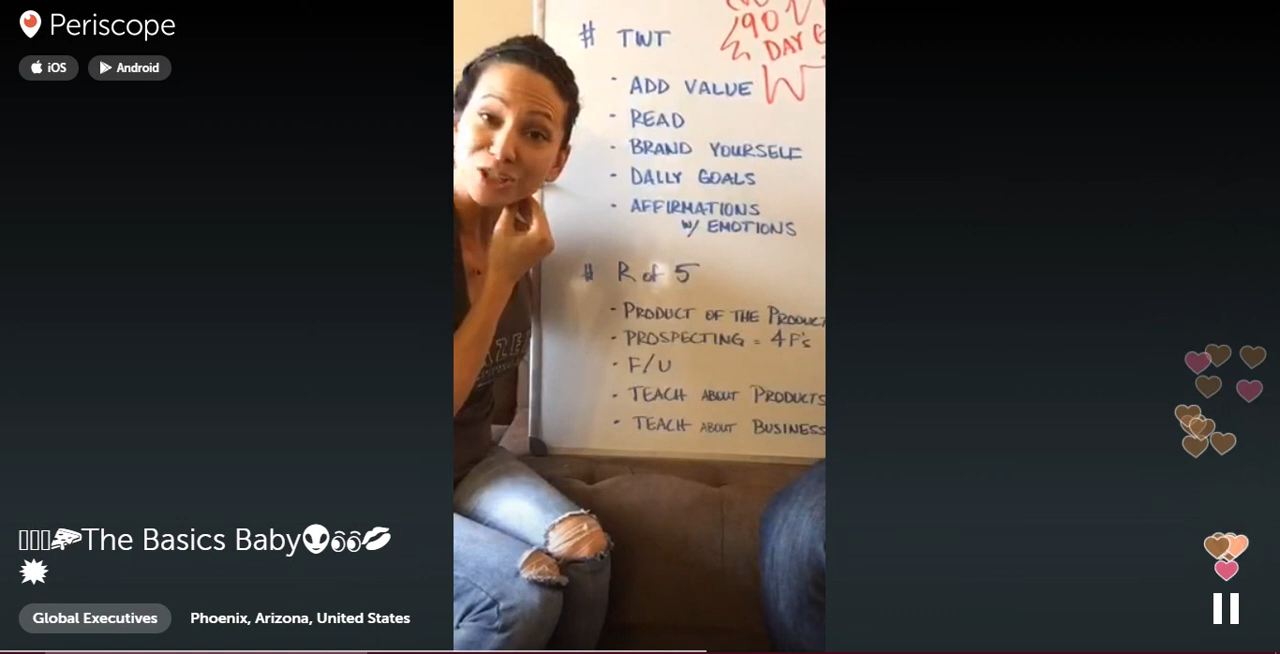 Periscope
iOS
Android
# TWT
90
DAY
- ADD VALUE
- READ
- BRAND YOURSELF
- DALLY GOALS
- AFFIRMATIONS
W/ EMOTIONS
# R of 5
- PRODUCT OF THE PRODUCT
- PROSPECTING = 4 F's
- F/U
- TEACH ABOUT PRODUCTS
- TEACH ABOUT BUSINESS
The Basics Baby
Global Executives
Phoenix, Arizona, United States